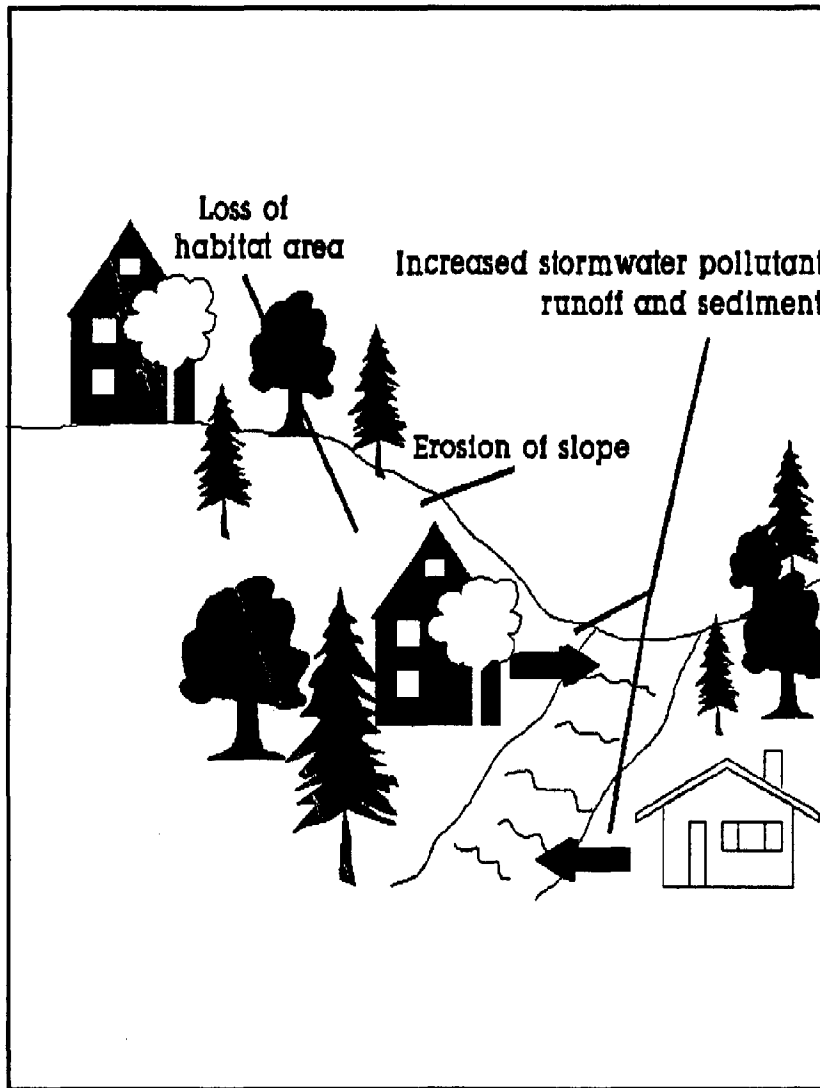 Loss of
habitat area
Increased stormwater pollutant
runoff and sediment
Erosion of slope